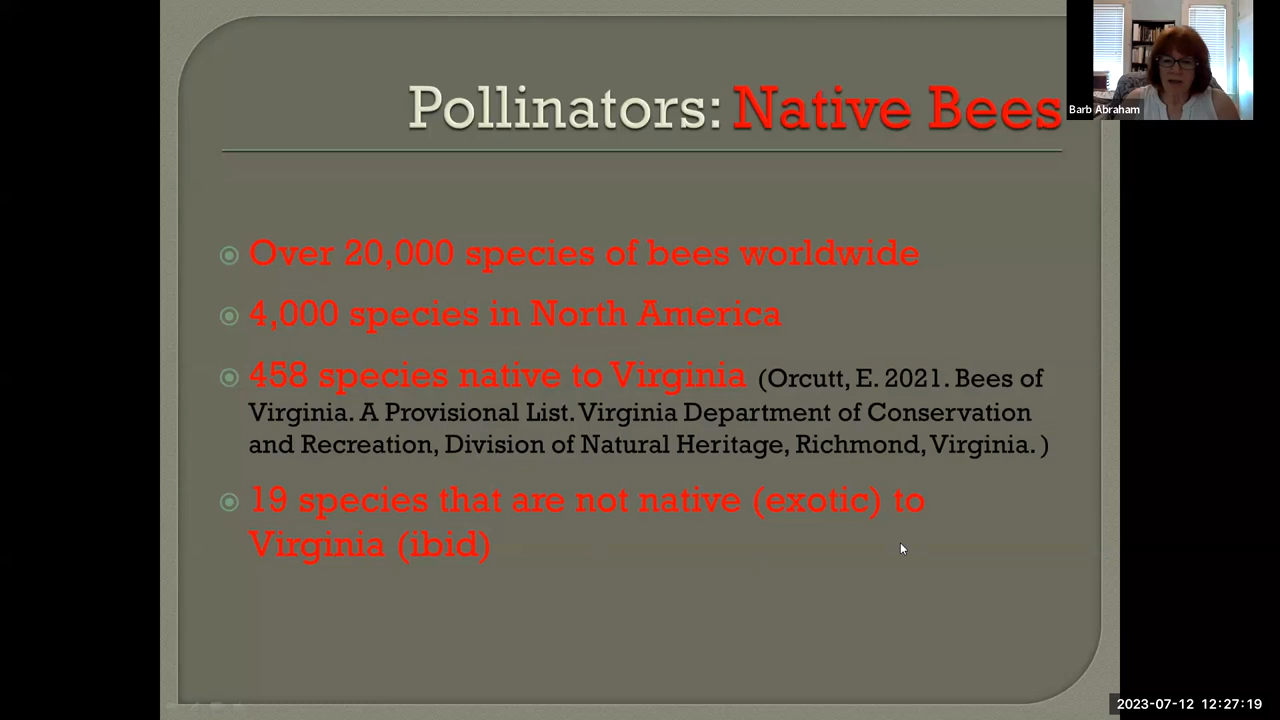 Pollinators: Native Bees
Barb Abraham
Over 20,000 species of bees worldwide
4,000 species in North America
458 species native to Virginia (Orcutt, E. 2021. Bees of
Virginia. A Provisional List. Virginia Department of Conservation
and Recreation, Division of Natural Heritage, Richmond, Virginia. )
19 species that are not native (exotic) to
Virginia (ibid)
2023-07-12 12:27:19